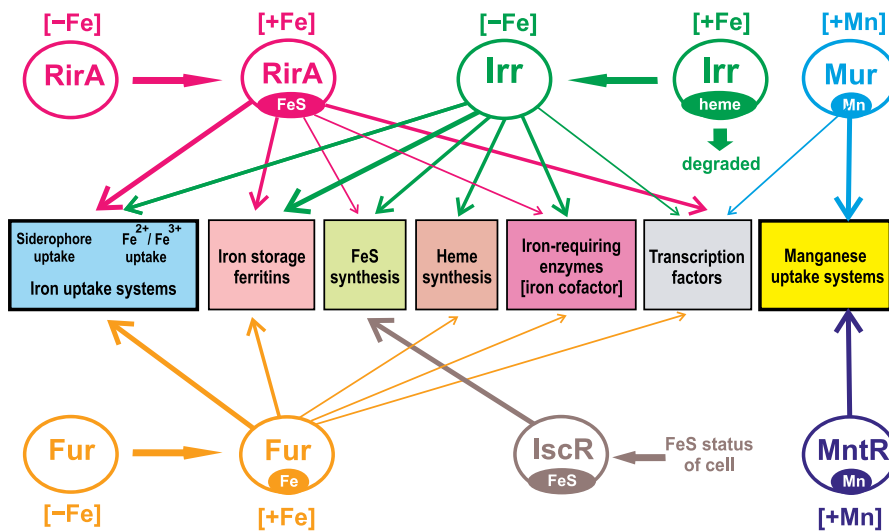 [−Fe]
[+Fe]
[−Fe]
[+Fe]
[+Mn]
RirA
RirA
FeS
Irr
Irr
heme
Mur
Mn
degraded
Siderophore
uptake
Fe²⁺/ Fe³⁺
uptake
Iron uptake systems
Iron storage
ferritins
FeS
synthesis
Heme
synthesis
Iron-requiring
enzymes
[iron cofactor]
Transcription
factors
Manganese
uptake systems
Fur
Fur
Fe
IscR
FeS
FeS status
of cell
MntR
Mn
[−Fe]
[+Fe]
[+Mn]